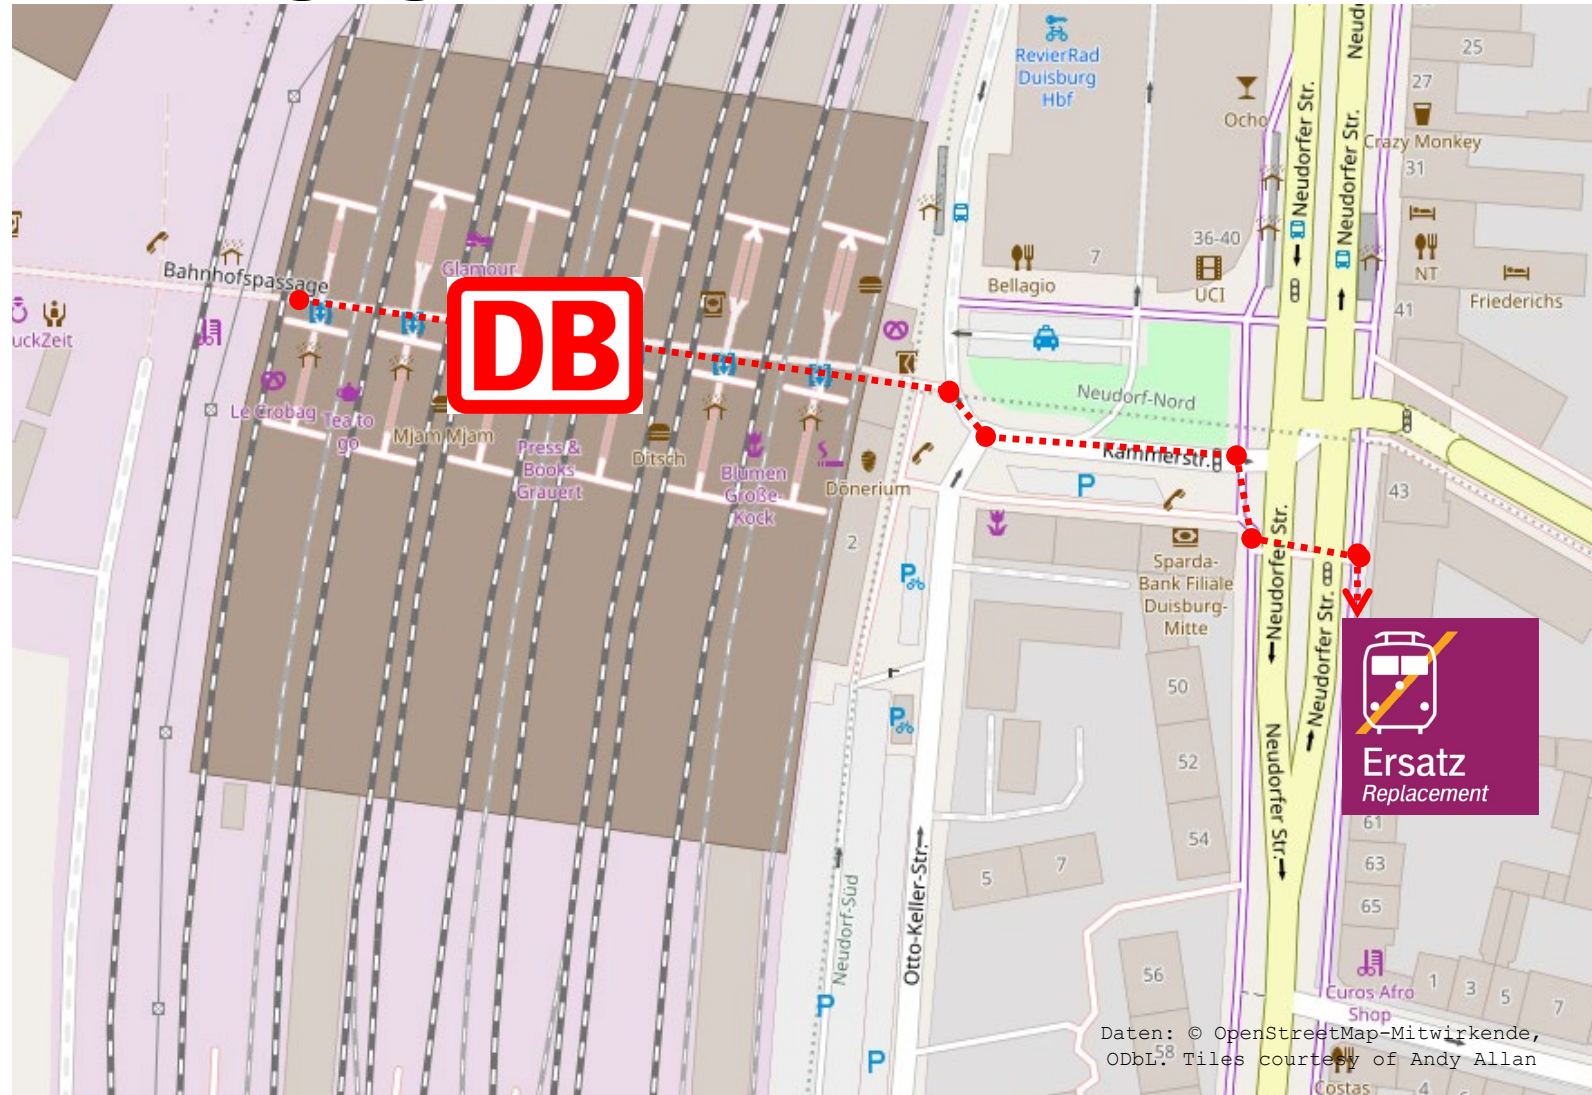 RevierRad
Duisburg
Hbf
Ocho
Neudorfer Str.
Neudorfer Str.
25
27
Crazy Monkey
31
36-40
7
Bellagio
UCI
NT
Friederichs
41
Bahnhofspassage
Glamour
uckZeit
DB
Le Crobag
Tea to
go
Mjam Mjam
Press &
Books
Grauert
Ditsch
Blumen
Große-
Kock
Dönerium
Neudorf-Nord
Kammerstr.
P
43
2
Sparda-
Bank Filiale
Duisburg-
Mitte
Neudorfer Str.
Neudorfer Str.
P
P
50
52
54
Ersatz
Replacement
Neudorfer Str.
61
63
65
5
7
Otto-Keller-Str.
Neudorf-Süd
P
P
56
58
Curos Afro
Shop
1
3
5
7
Daten: © OpenStreetMap-Mitwirkende,
ODbL. Tiles courtesy of Andy Allan
Costas
4